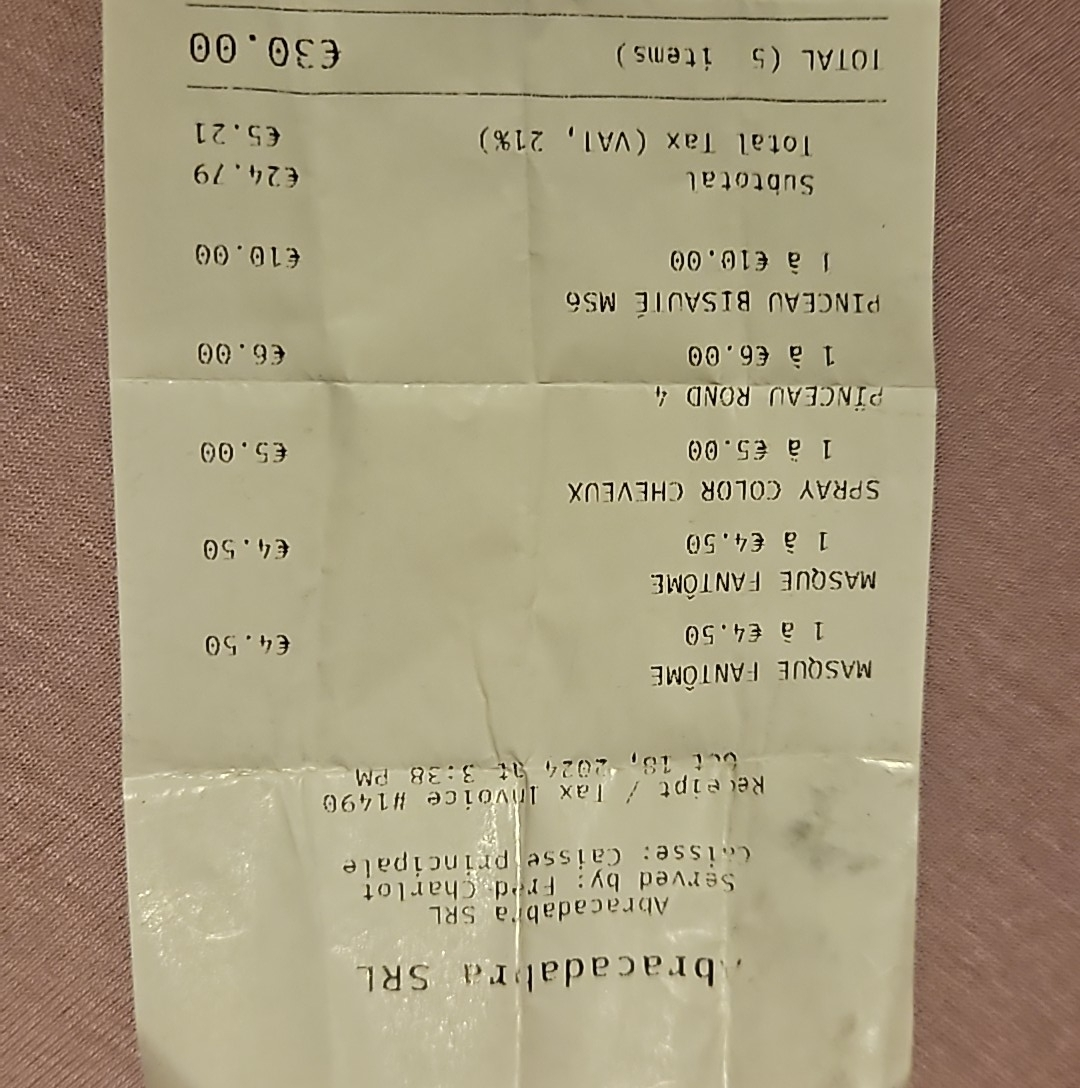 Abracadabra SRL
Abracadabra SRL
Served by: Fred Charlot
Caisse: Caisse principale
Receipt / Tax Invoice #1490
Oct 18, 2024 at 3:38 PM
MASQUE FANTÔME
1 à €4.50 €4.50
MASQUE FANTÔME
1 à €4.50 €4.50
SPRAY COLOR CHEVEUX
1 à €5.00 €5.00
PINCEAU ROND 4
1 à €6.00 €6.00
PINCEAU BISAUTÉ MS6
1 à €10.00 €10.00
Subtotal €24.79
Total Tax (VAT, 21%) €5.21
TOTAL (5 items) €30.00